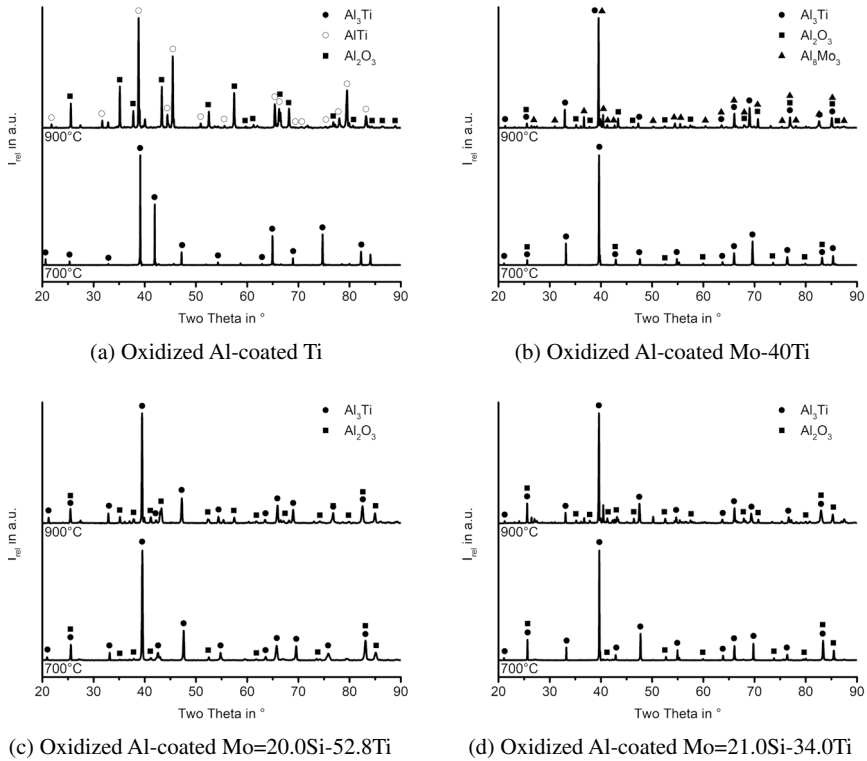 Al3Ti
AlTi
Al2O3
Irel in a.u.
900°C
700°C
20 30 40 50 60 70 80 90
Two Theta in °
(a) Oxidized Al-coated Ti
Al3Ti
Al2O3
Al8Mo3
Irel in a.u.
900°C
700°C
20 30 40 50 60 70 80 90
Two Theta in °
(b) Oxidized Al-coated Mo-40Ti
Al3Ti
Al2O3
Irel in a.u.
900°C
700°C
20 30 40 50 60 70 80 90
Two Theta in °
(c) Oxidized Al-coated Mo=20.0Si-52.8Ti
Al3Ti
Al2O3
Irel in a.u.
900°C
700°C
20 30 40 50 60 70 80 90
Two Theta in °
(d) Oxidized Al-coated Mo=21.0Si-34.0Ti